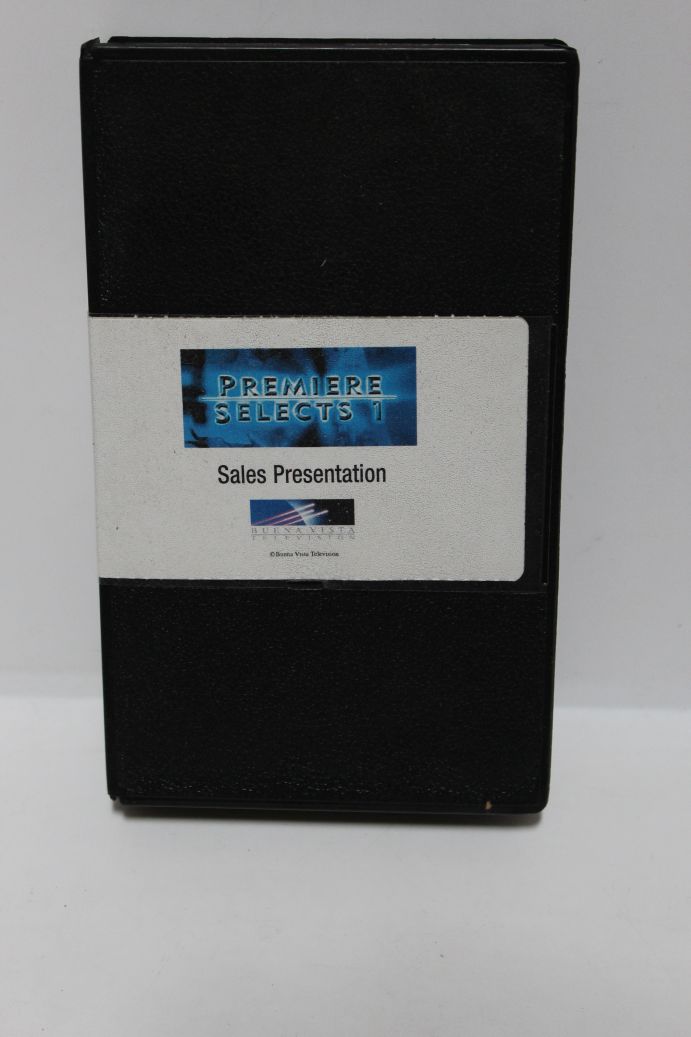 PREMIERE
SELECTS 1
Sales Presentation
BUENA VISTA
TELEVISION
©Buena Vista Television